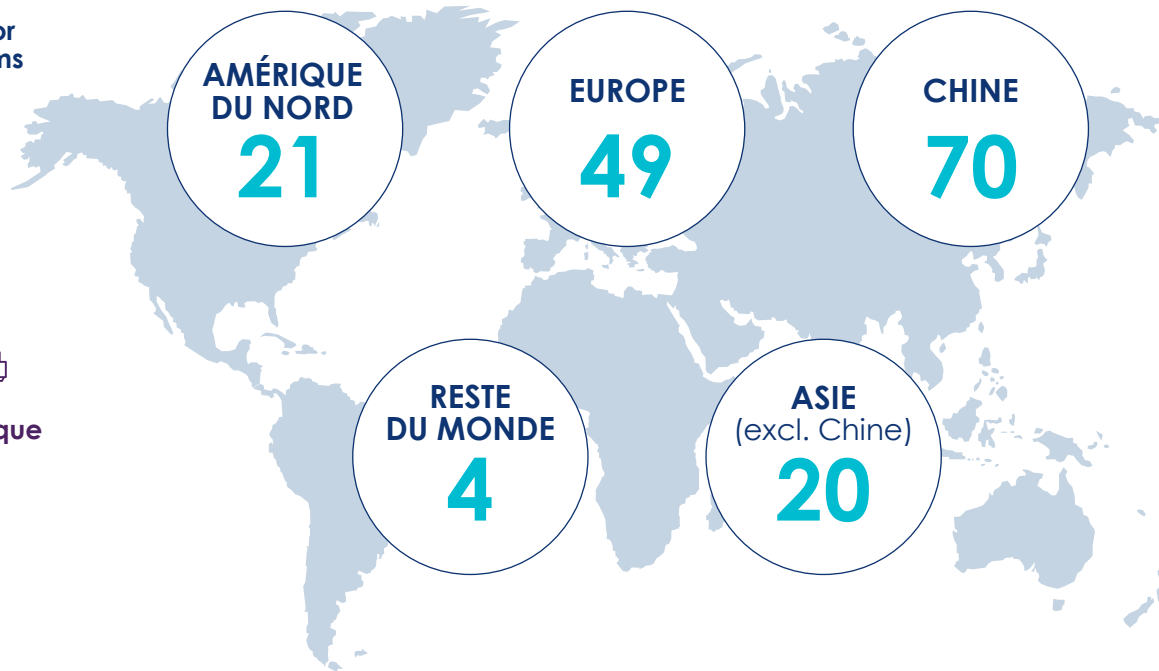 AMÉRIQUE
DU NORD
21
EUROPE
49
CHINE
70
RESTE
DU MONDE
4
ASIE
(excl. Chine)
20